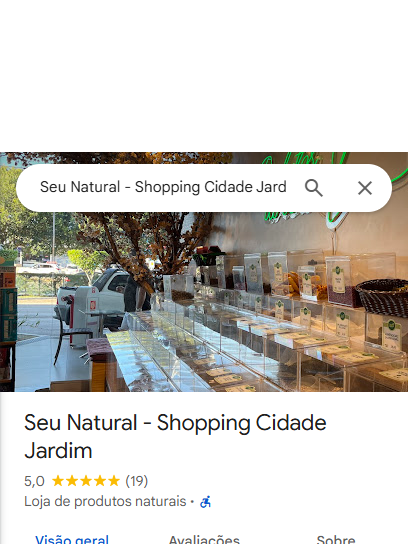 Seu Natural - Shopping Cidade Jard
Seu Natural - Shopping Cidade
Jardim
5,0 (19)
Loja de produtos naturais ·
Visão geral Avaliações Sobre